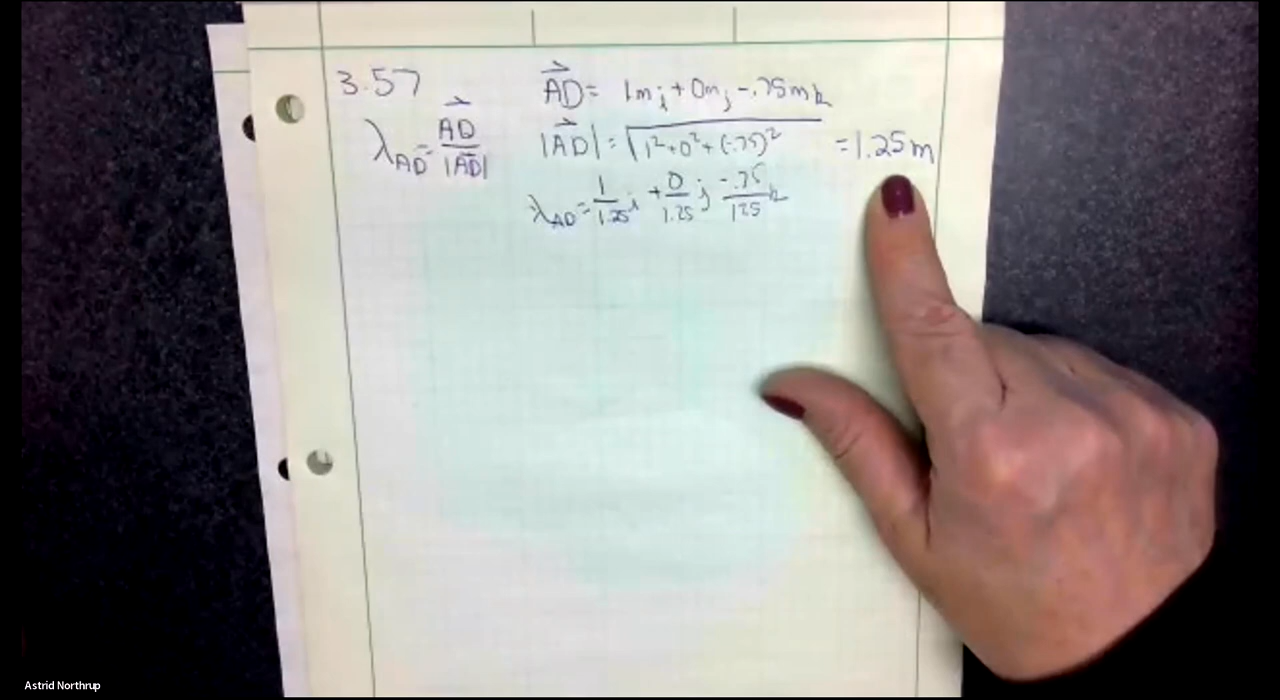 3.57
AD = 1m i + 0m j - .75m k
λAD = AD / |AD|
|AD| = √1² + 0² + (-.75)² = 1.25m
λAD = 1/1.25 i + 0/1.25 j -.75/1.25 k
Astrid Northrup